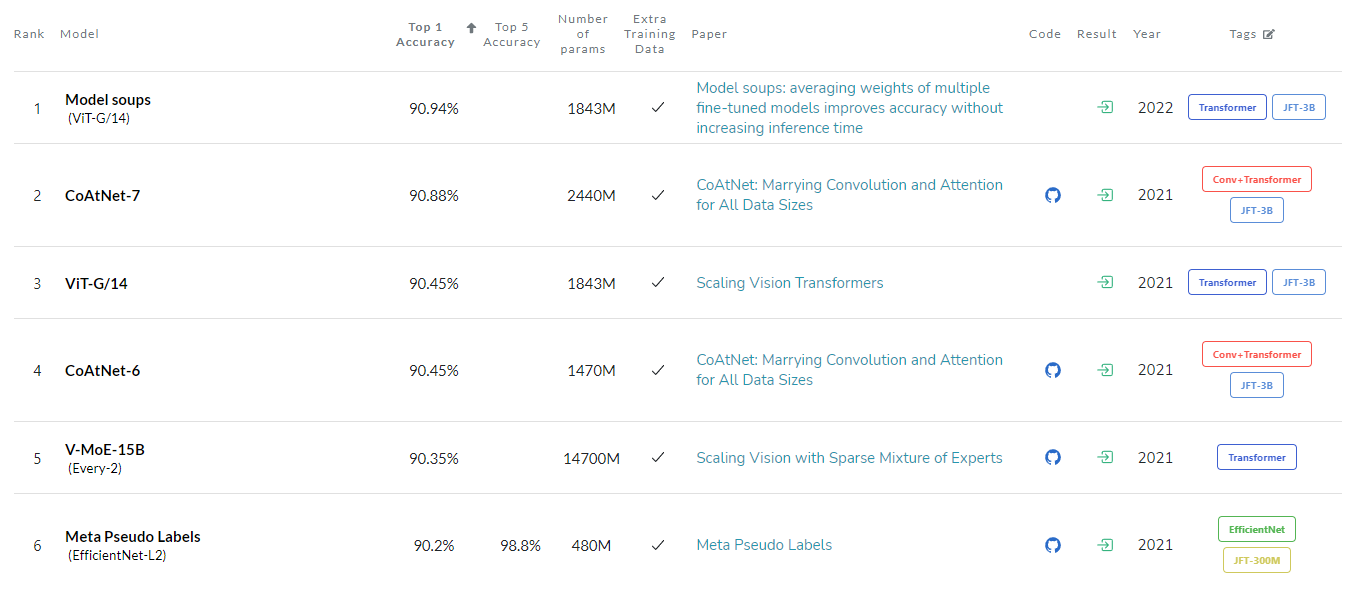 Rank Model Top 1 Accuracy Top 5 Accuracy Number of params Extra Training Data Paper Code Result Year Tags
1 Model soups (ViT-G/14) 90.94% 1843M ✓ Model soups: averaging weights of multiple fine-tuned models improves accuracy without increasing inference time 2022 Transformer JFT-3B
2 CoAtNet-7 90.88% 2440M ✓ CoAtNet: Marrying Convolution and Attention for All Data Sizes 2021 Conv+Transformer JFT-3B
3 ViT-G/14 90.45% 1843M ✓ Scaling Vision Transformers 2021 Transformer JFT-3B
4 CoAtNet-6 90.45% 1470M ✓ CoAtNet: Marrying Convolution and Attention for All Data Sizes 2021 Conv+Transformer JFT-3B
5 V-MoE-15B (Every-2) 90.35% 14700M ✓ Scaling Vision with Sparse Mixture of Experts 2021 Transformer
6 Meta Pseudo Labels (EfficientNet-L2) 90.2% 98.8% 480M ✓ Meta Pseudo Labels 2021 EfficientNet JFT-300M